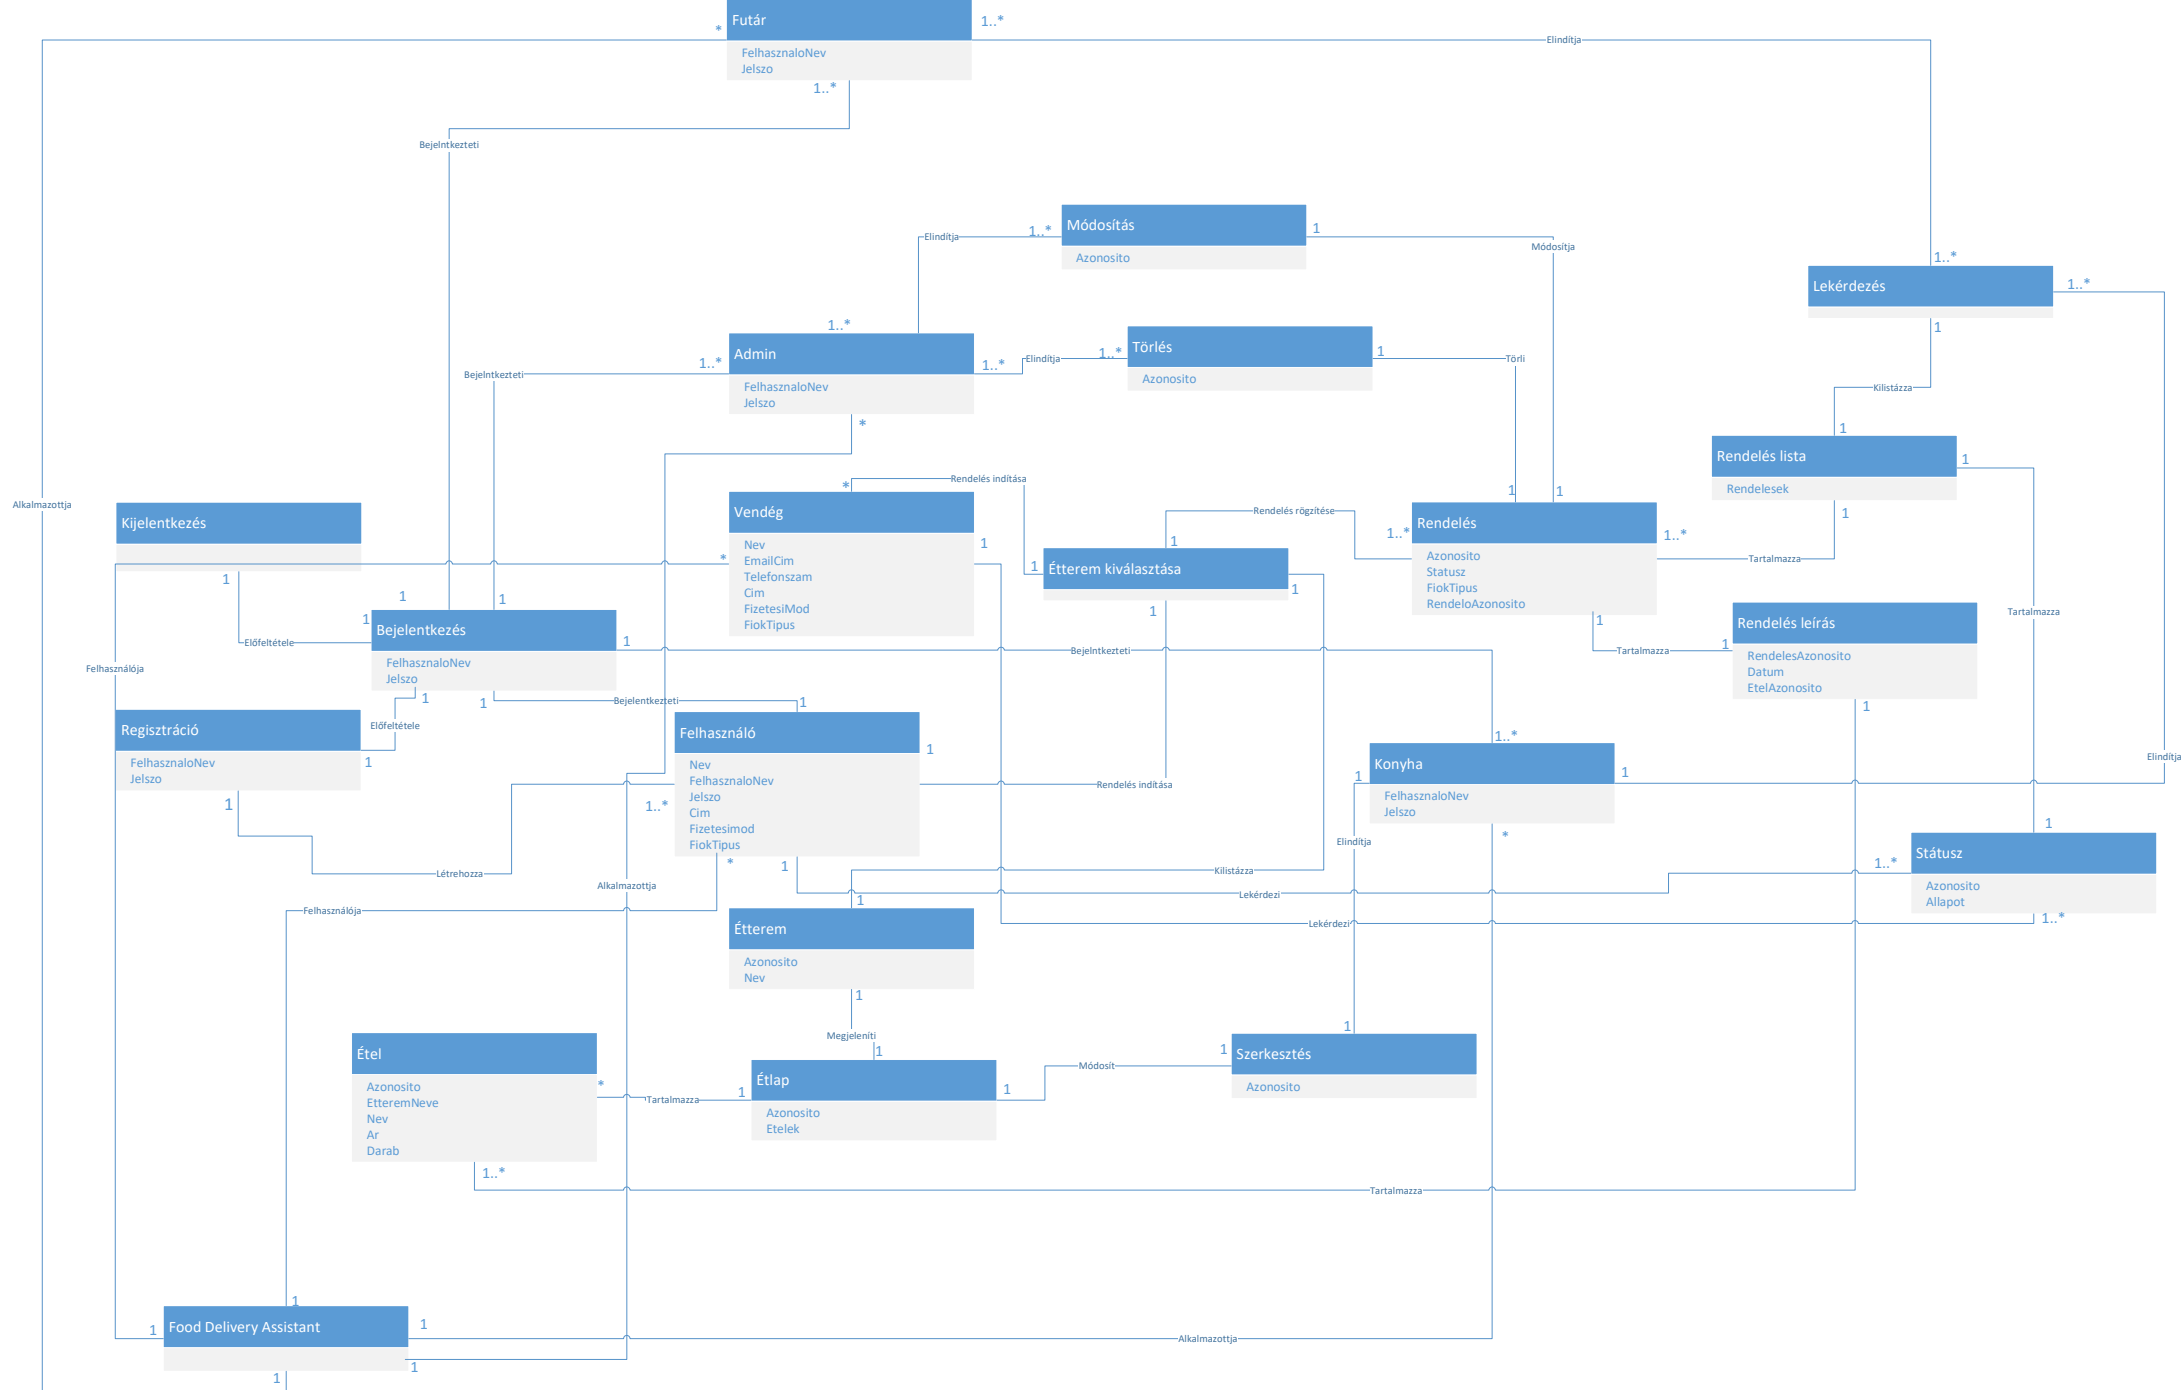 Futár
FelhasznaloNev
Jelszo
*
1..*
1..*
Elindítja
Bejelntkezteti
Módosítás
Azonosito
Elindítja
1..*
1
Módosítja
1..*
Lekérdezés
1..*
1
1..*
Admin
FelhasznaloNev
Jelszo
1..*
1..*
*
Bejelntkezteti
Elindítja
1..*
Törlés
Azonosito
1
Törli
Kilistázza
1
Rendelés lista
Rendelesek
1
1
Alkalmazottja
Kijelentkezés
1
*
Rendelés indítása
Vendég
Nev
EmailCim
Telefonszam
Cim
FizetesiMod
FiokTipus
*
1
1
Étterem kiválasztása
1
1
1
Rendelés rögzítése
1
1
1..*
Rendelés
Azonosito
Statusz
FiokTipus
RendeloAzonosito
1..*
1
Tartalmazza
Tartalmazza
1
Rendelés leírás
RendelesAzonosito
Datum
EtelAzonosito
1
Tartalmazza
1
1
1
Bejelentkezés
FelhasznaloNev
Jelszo
1
1
1
Előfeltétele
Bejelntkezteti
Felhasználója
Bejelentkezteti
1
Regisztráció
FelhasznaloNev
Jelszo
1
1
Előfeltétele
Felhasználó
Nev
FelhasznaloNev
Jelszo
Cim
Fizetesimod
FiokTipus
1
1..*
*
1
Rendelés indítása
1..*
Konyha
FelhasznaloNev
Jelszo
1
1
*
Elindítja
Elindítja
Létrehozza
Alkalmazottja
Kilistázza
Lekérdezi
1
Státusz
Azonosito
Allapot
1..*
1..*
Felhasználója
1
Étterem
Azonosito
Nev
1
Lekérdezi
Megjeleníti
1
Étel
Azonosito
EtteremNeve
Nev
Ar
Darab
*
1..*
Tartalmazza
1
Étlap
Azonosito
Etelek
1
Módosít
1
1
Szerkesztés
Azonosito
Tartalmazza
1
Food Delivery Assistant
1
1
1
1
Alkalmazottja